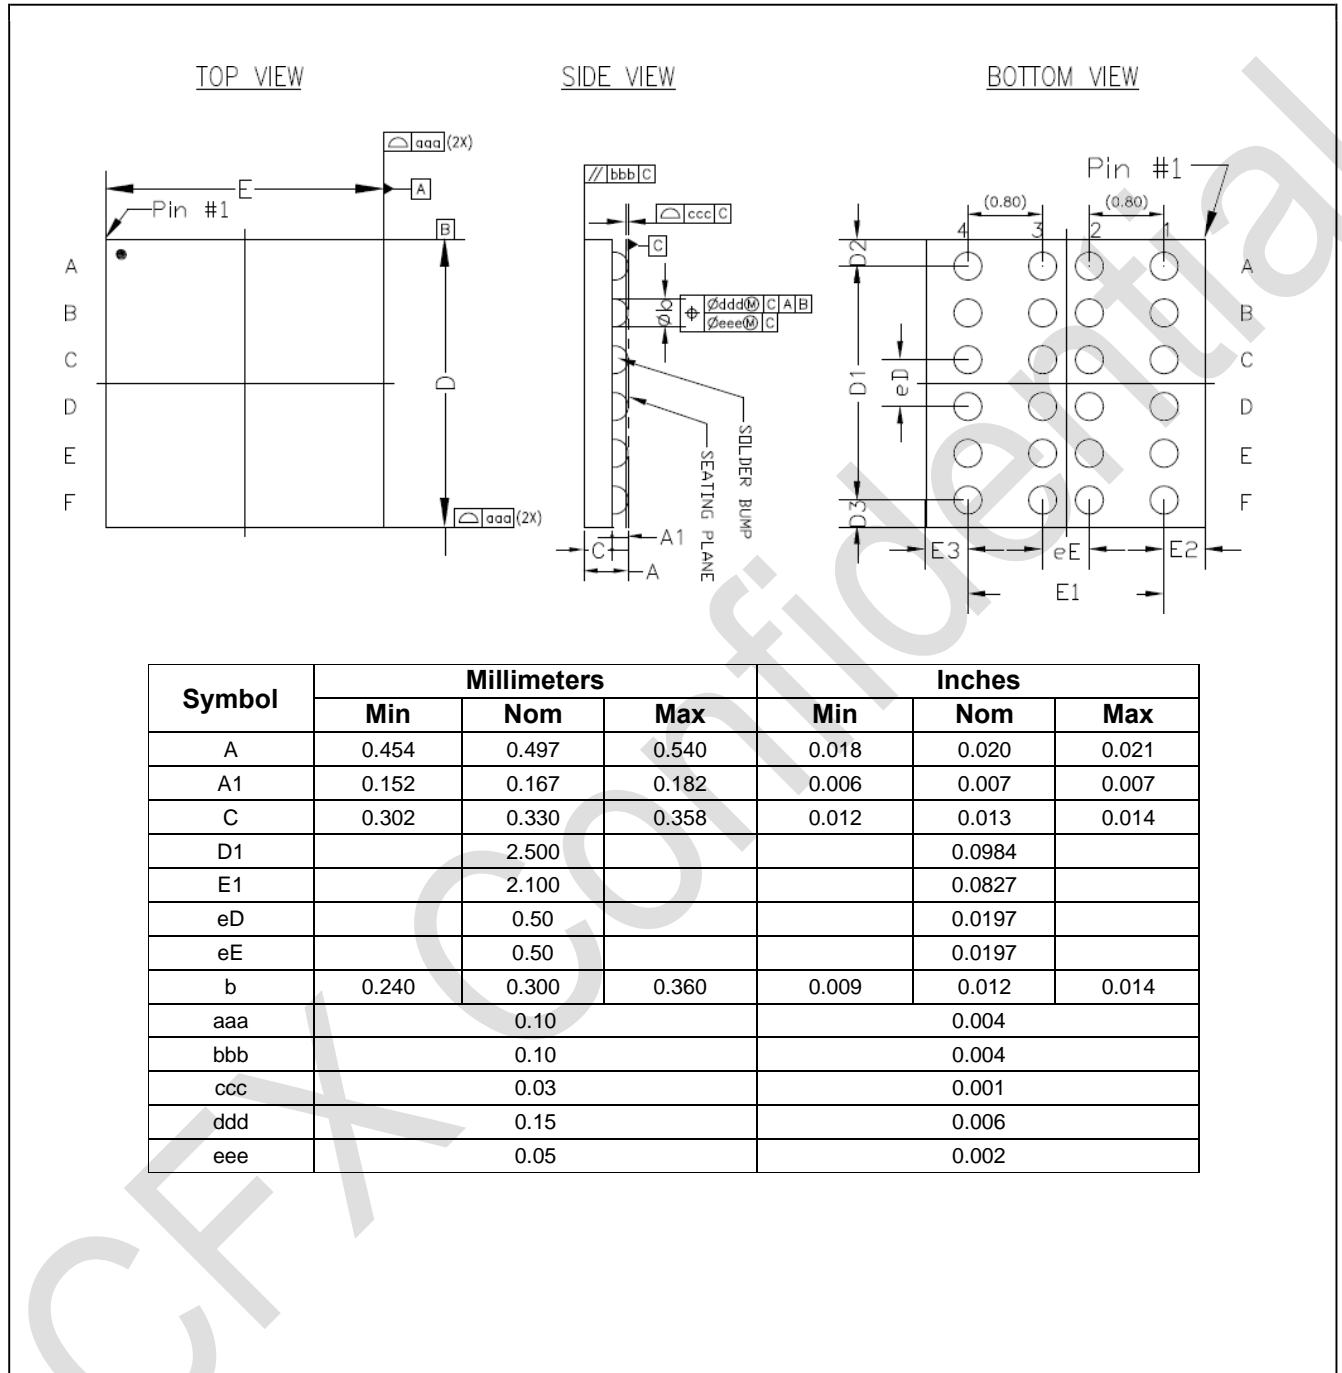 TOP VIEW
SIDE VIEW
BOTTOM VIEW
aaa (2X)
E
A
Pin #1
B
A
B
C
D
E
F
D
aaa (2X)
// bbb C
ccc C
C
Øb
Øddd Ⓜ C A B
Øeee Ⓜ C
SOLDER BUMP
SEATING PLANE
C
A1
A
Pin #1
(0.80)
(0.80)
4 3 2 1
D2
D1
eD
D3
A
B
C
D
E
F
E3
eE
E2
E1
Symbol Millimeters Inches
Min Nom Max Min Nom Max
A 0.454 0.497 0.540 0.018 0.020 0.021
A1 0.152 0.167 0.182 0.006 0.007 0.007
C 0.302 0.330 0.358 0.012 0.013 0.014
D1 2.500 0.0984
E1 2.100 0.0827
eD 0.50 0.0197
eE 0.50 0.0197
b 0.240 0.300 0.360 0.009 0.012 0.014
aaa 0.10 0.004
bbb 0.10 0.004
ccc 0.03 0.001
ddd 0.15 0.006
eee 0.05 0.002
CFX Confidential